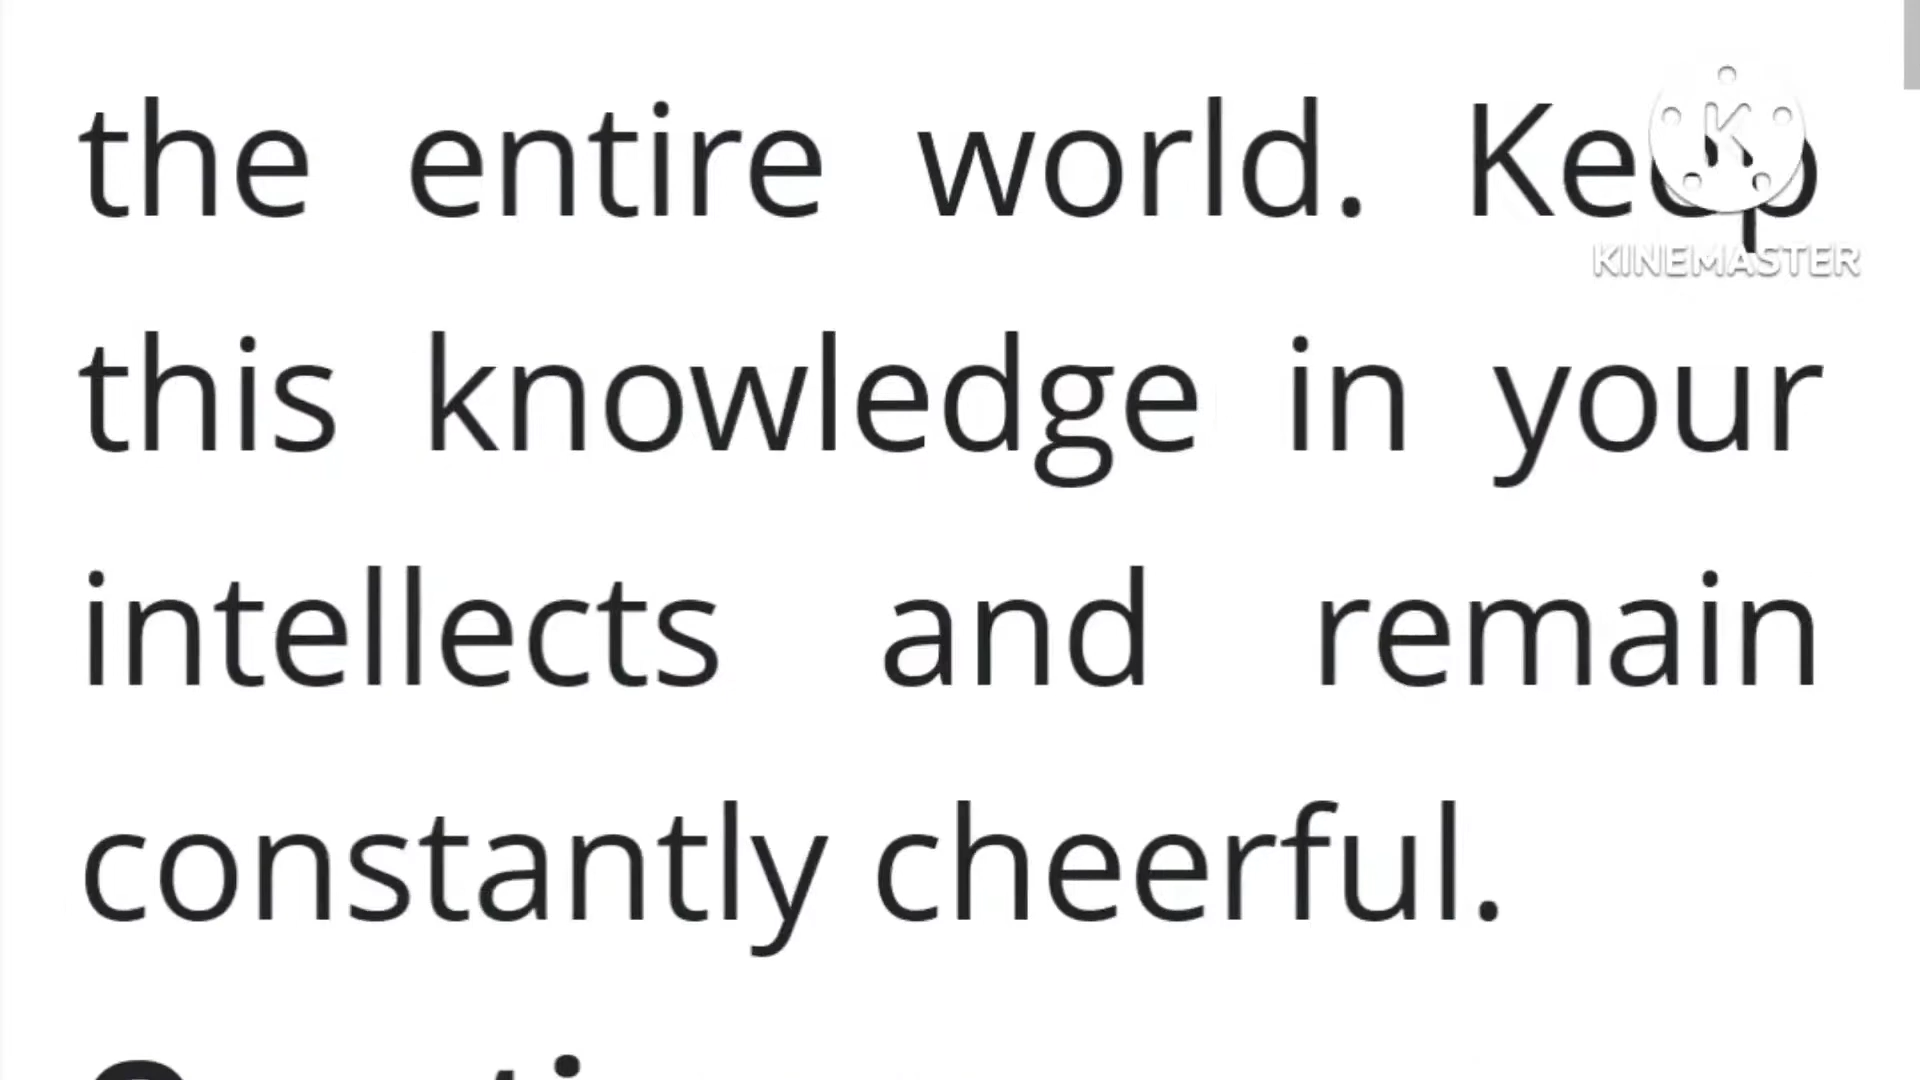 the entire world. Keep
KINEMASTER
this knowledge in your
intellects and remain
constantly cheerful.